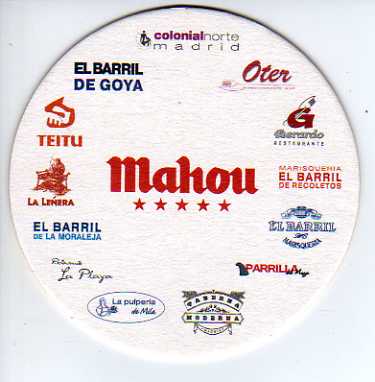 colonialnorte
madrid
EL BARRIL
DE GOYA
Oter
TEITU
Gerardo
RESTAURANTE
LA LEÑERA
Mahou
MARISQUERIA
EL BARRIL
DE RECOLETOS
EL BARRIL
DE LA MORALEJA
EL BARRIL
MARISQUERIA
La Playa
PARRILLA
La pulpería
de Mila
TABERNA
MODERNA